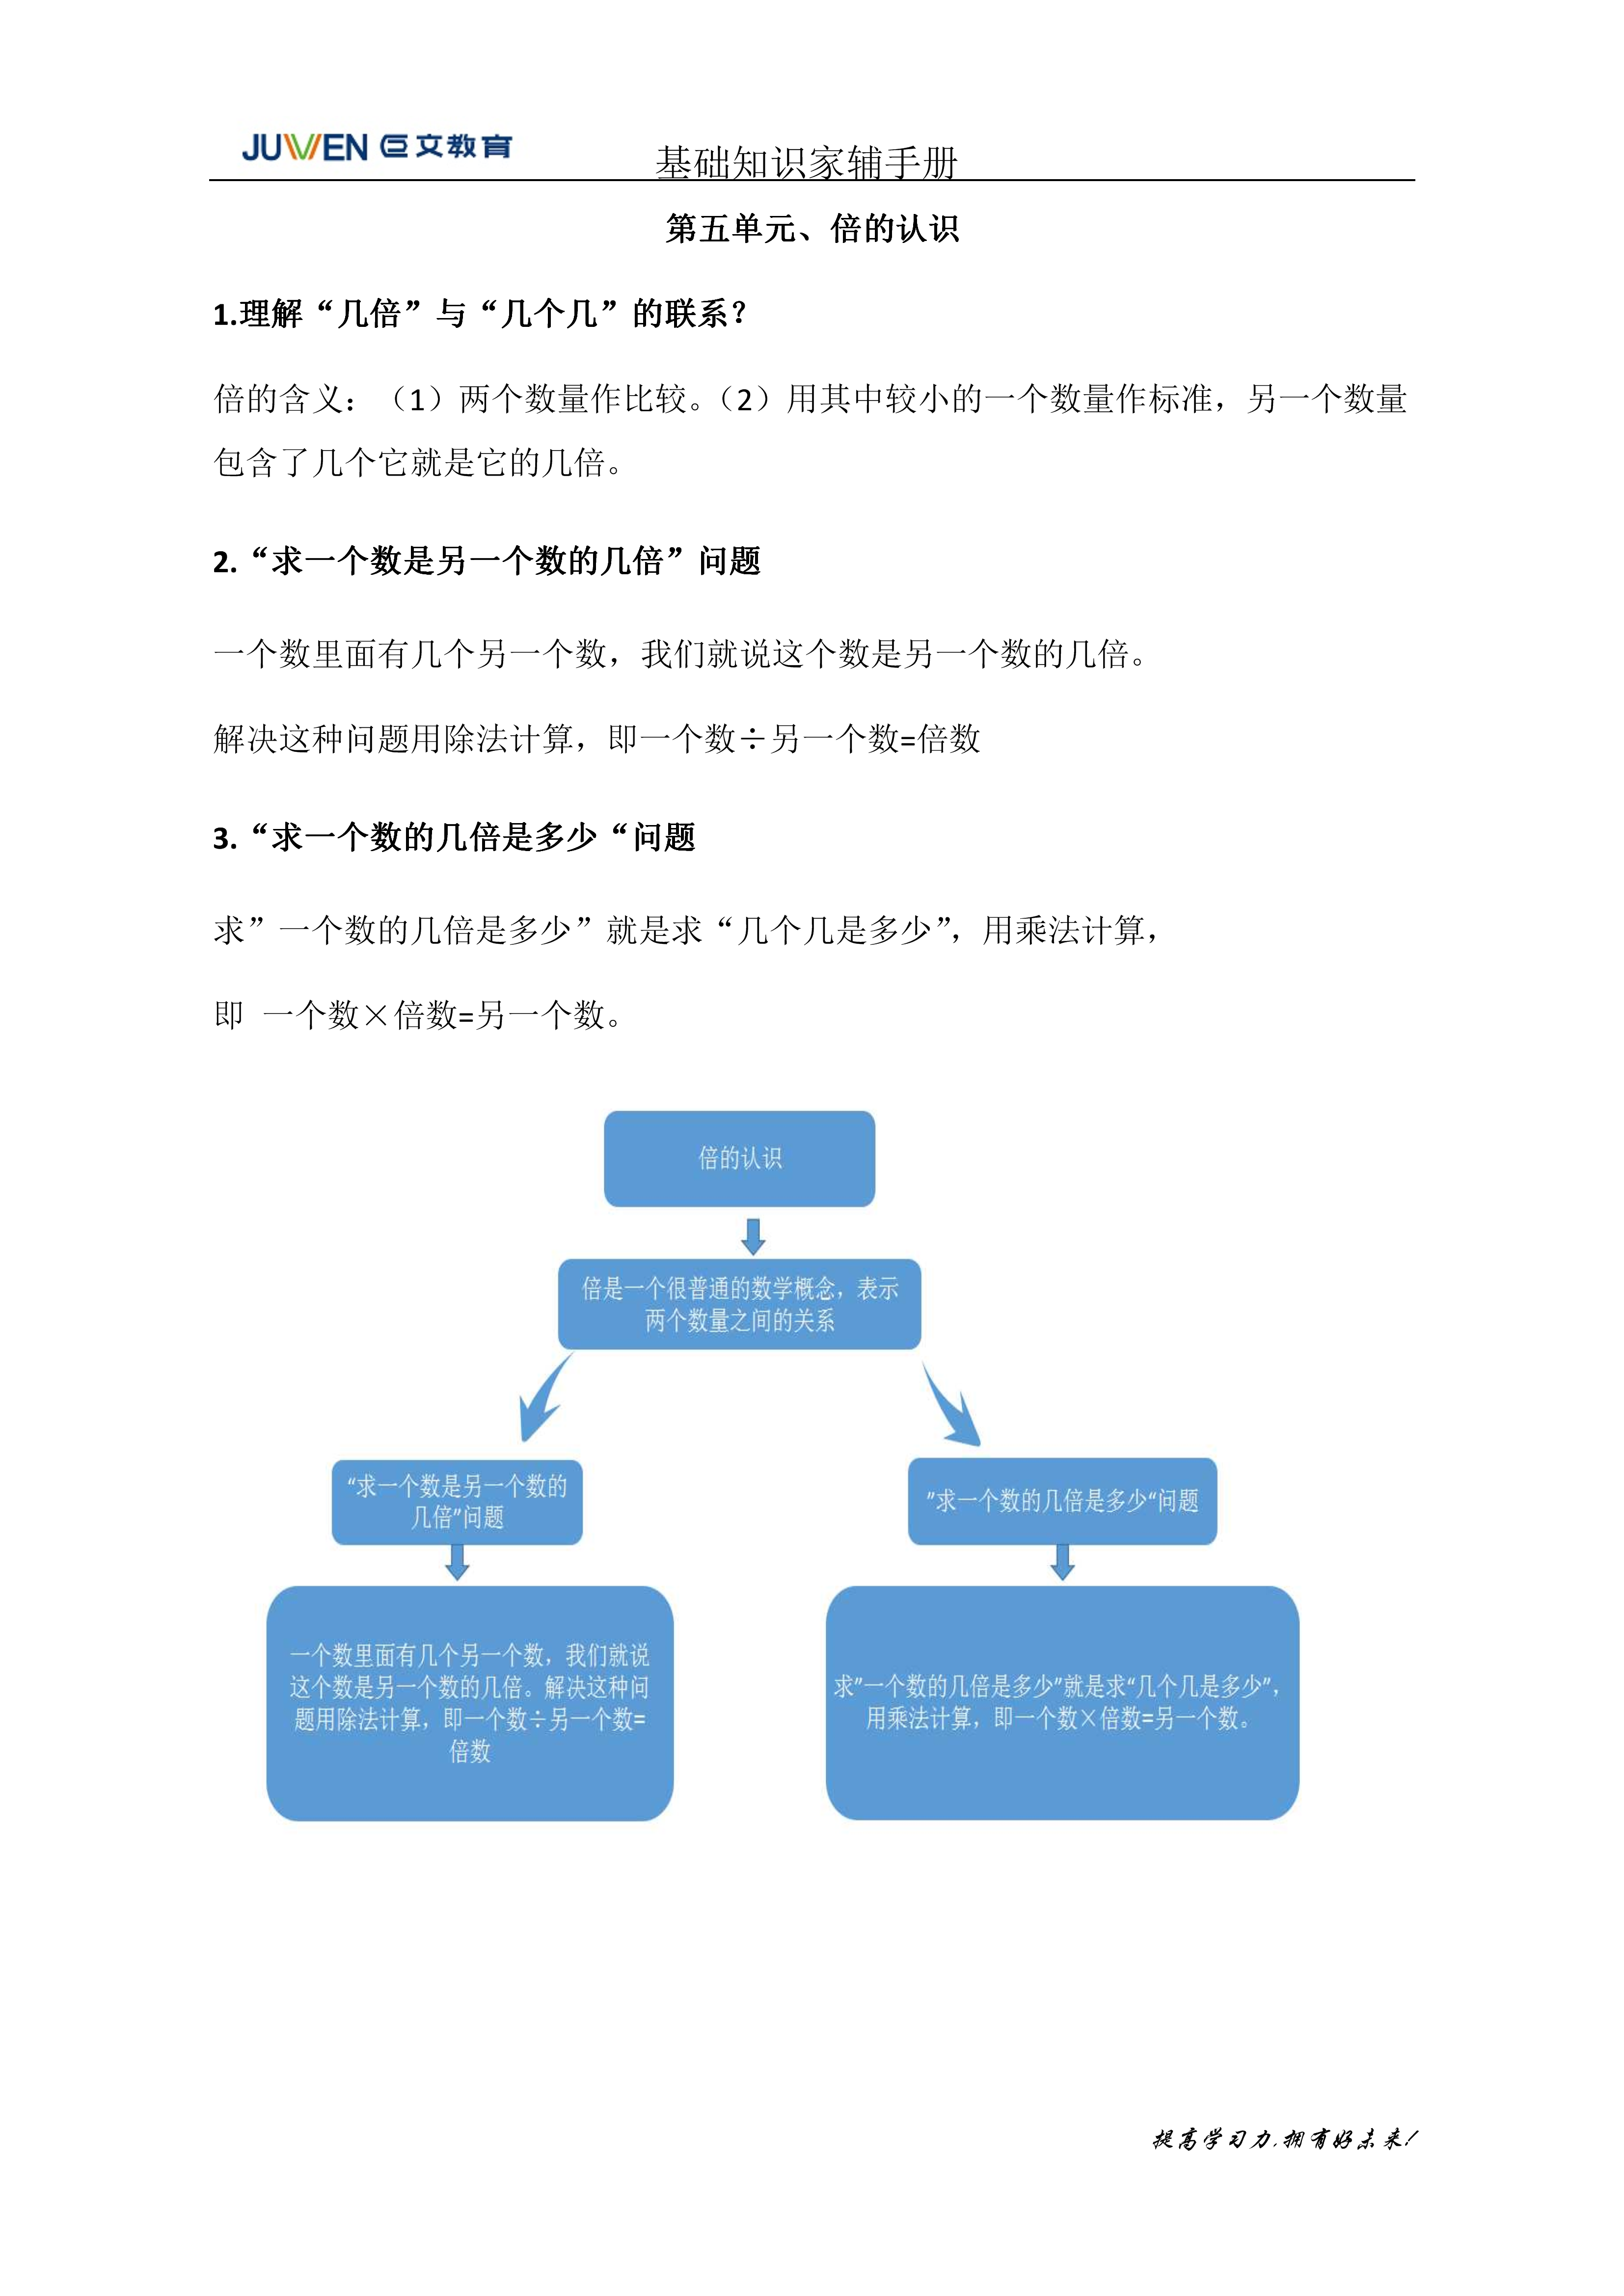 JUWEN 巨文教育
基础知识家辅手册
第五单元、倍的认识
1.理解“几倍”与“几个几”的联系？
倍的含义：（1）两个数量作比较。（2）用其中较小的一个数量作标准，另一个数量
包含了几个它就是它的几倍。
2.“求一个数是另一个数的几倍”问题
一个数里面有几个另一个数，我们就说这个数是另一个数的几倍。
解决这种问题用除法计算，即一个数÷另一个数=倍数
3.“求一个数的几倍是多少“问题
求”一个数的几倍是多少”就是求“几个几是多少”，用乘法计算，
即 一个数×倍数=另一个数。
倍的认识
倍是一个很普通的数学概念，表示
两个数量之间的关系
“求一个数是另一个数的
几倍”问题
一个数里面有几个另一个数，我们就说
这个数是另一个数的几倍。解决这种问
题用除法计算，即一个数÷另一个数=
倍数
”求一个数的几倍是多少“问题
求”一个数的几倍是多少”就是求“几个几是多少”，
用乘法计算，即一个数×倍数=另一个数。
提高学习力,拥有好未来!